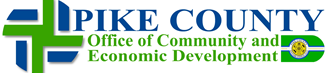 PIKE COUNTY
Office of Community and
Economic Development